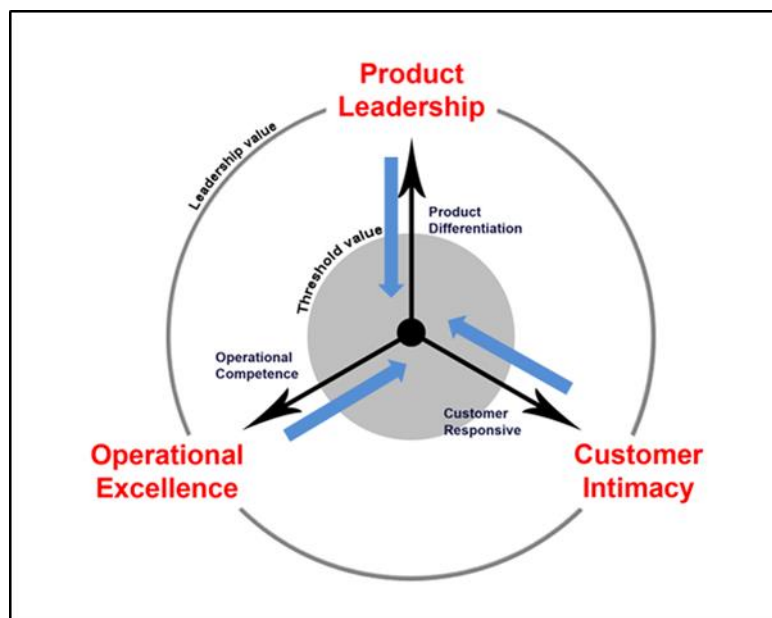 Product
Leadership
Leadership value
Product
Differentiation
Threshold value
Operational
Competence
Customer
Responsive
Operational
Excellence
Customer
Intimacy